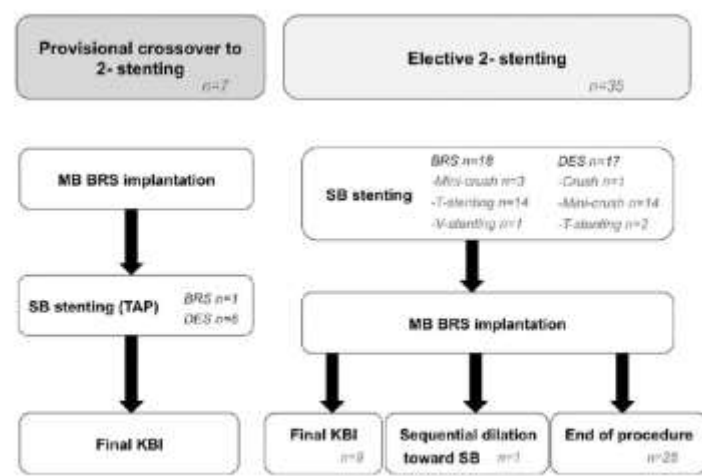 Provisional crossover to
2- stenting
n=7
Elective 2- stenting
n=35
MB BRS implantation
SB stenting (TAP)
BRS n=1
DES n=6
Final KBI
SB stenting
BRS n=18
-Mini-crush n=3
-T-stenting n=14
-V-stenting n=1
DES n=17
-Crush n=1
-Mini-crush n=14
-T-stenting n=2
MB BRS implantation
Final KBI
Sequential dilation
toward SB n=1
End of procedure